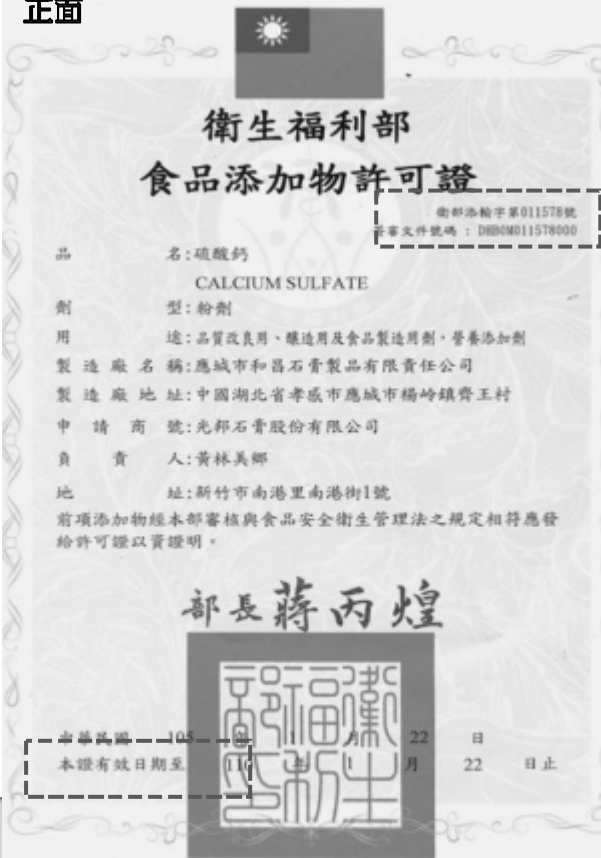 正面
衛生福利部
食品添加物許可證
衛部添輸字第011578號
簽審文件號碼 : DHB0M011578000
品 名:硫酸鈣
CALCIUM SULFATE
劑 型:粉劑
用 途:品質改良用、釀造用及食品製造用劑,營養添加劑
製造廠名稱:應城市和昌石膏製品有限責任公司
製造廠地址:中國湖北省孝感市應城市楊岭鎮齊王村
申請商號:光邦石膏股份有限公司
負責人:黃林美鄉
地址:新竹市南港里南港街1號
前項添加物經本部審核與食品安全衛生管理法之規定相符應發
給許可證以資證明。
部長蔣丙煌
衛生福利部印
中華民國 105 年 1 月 22 日
本證有效日期至 年 1 月 22 日止